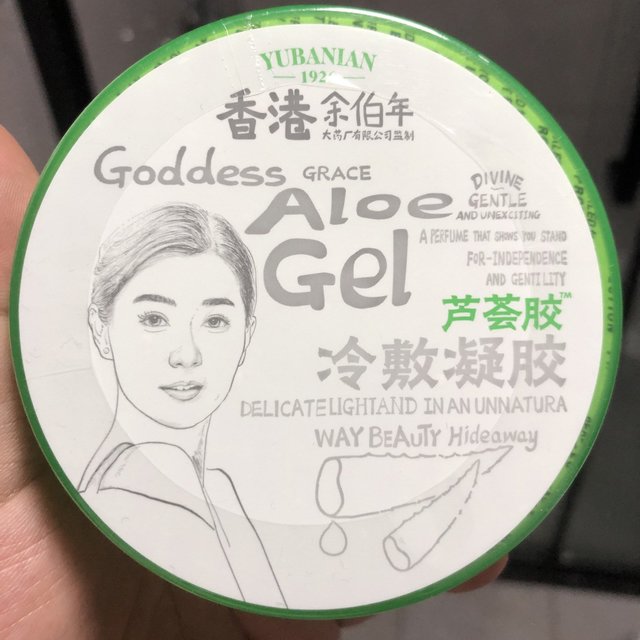 YUBANIAN
香港 余伯年
大药厂有限公司监制
Goddess GRACE
Aloe
Gel
DIVINE
GENTLE
AND UNEXCITING
A PERFUME THAT SHOWS YOU STAND
FOR-INDEPENDENCE
AND GENTILITY
芦荟胶™
冷敷凝胶
DELICATE LIGHTAND IN AN UNNATURA
WAY BEAUTY Hideaway